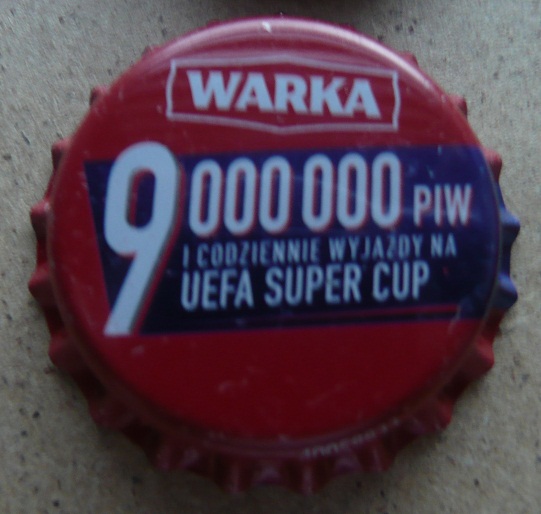 WARKA
9 000 000 PIW
I CODZIENNIE WYJAZDY NA
UEFA SUPER CUP